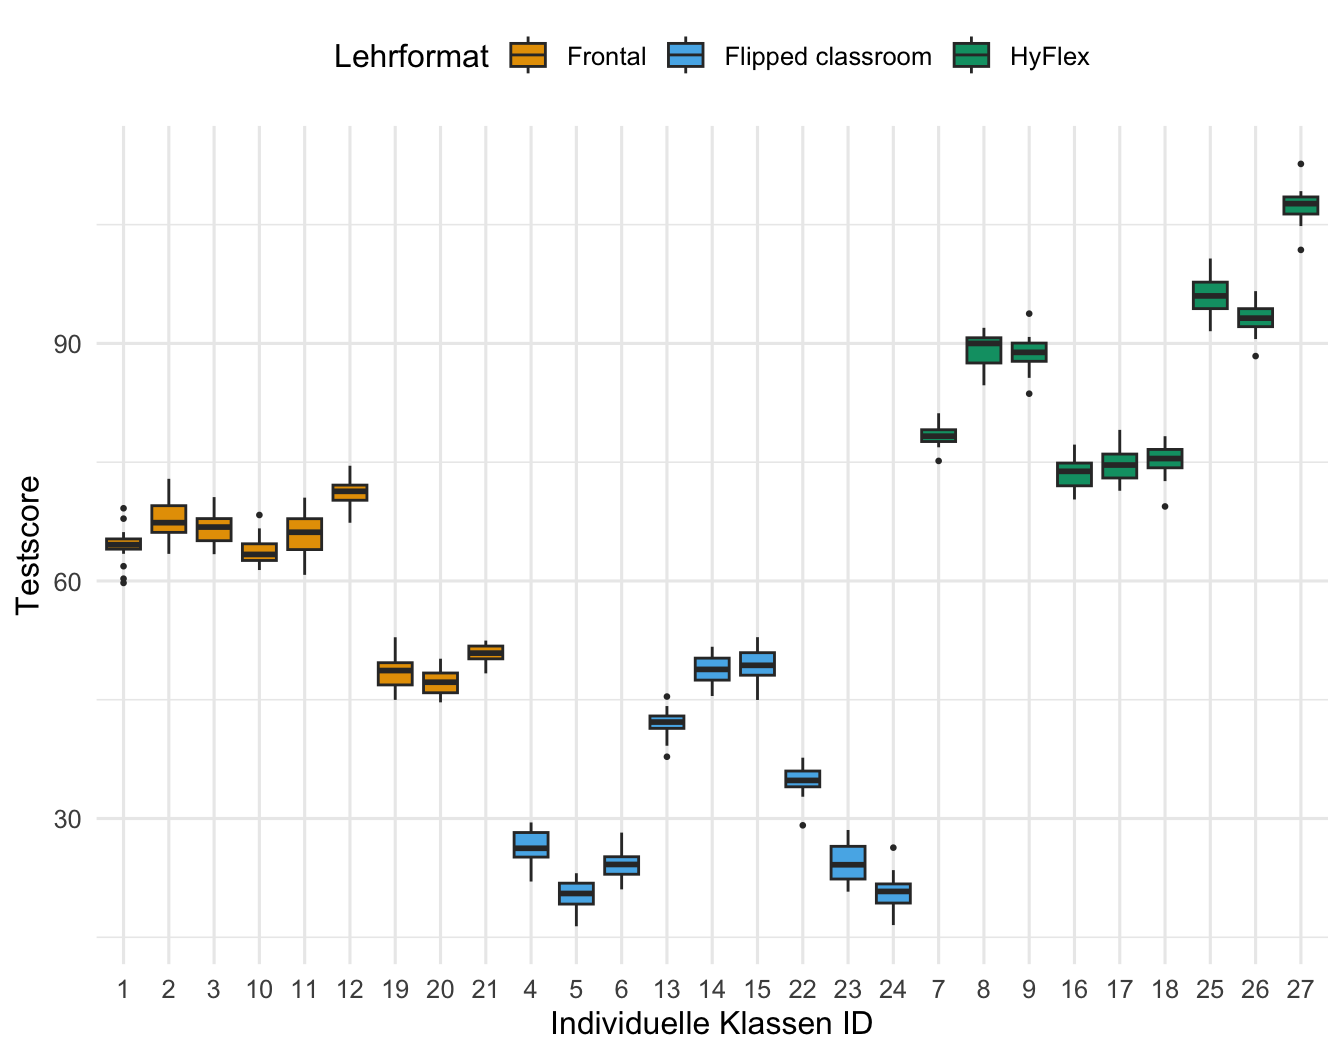 Lehrformat Frontal Flipped classroom HyFlex
90
60
30
Testscore
1 2 3 10 11 12 19 20 21 4 5 6 13 14 15 22 23 24 7 8 9 16 17 18 25 26 27
Individuelle Klassen ID